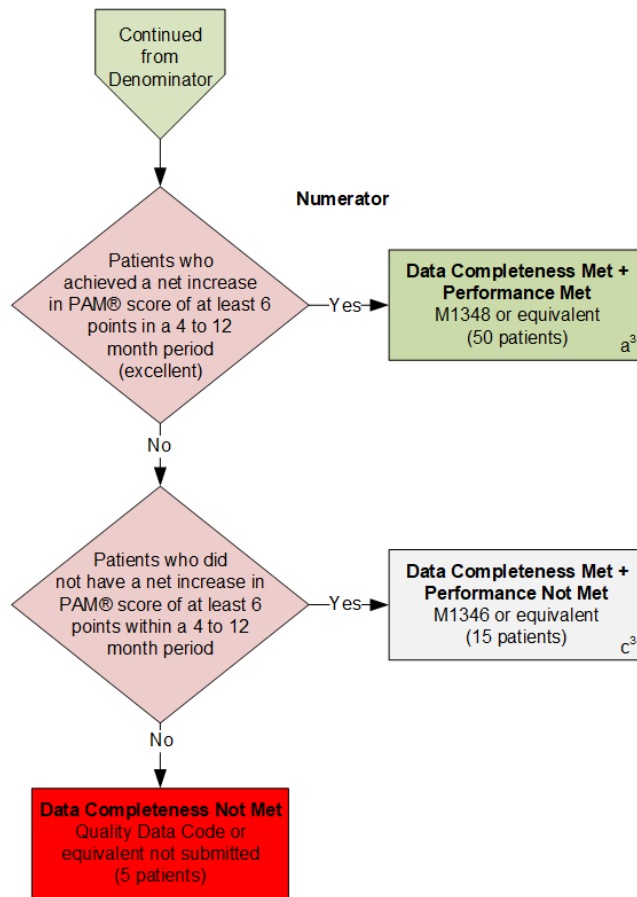 Continued
from
Denominator
Numerator
Patients who
achieved a net increase
in PAM® score of at least 6
points in a 4 to 12
month period
(excellent)
Yes
Data Completeness Met +
Performance Met
M1348 or equivalent
(50 patients)
a³
No
Patients who did
not have a net increase in
PAM® score of at least 6
points within a 4 to 12
month period
Yes
Data Completeness Met +
Performance Not Met
M1346 or equivalent
(15 patients)
c³
No
Data Completeness Not Met
Quality Data Code or
equivalent not submitted
(5 patients)